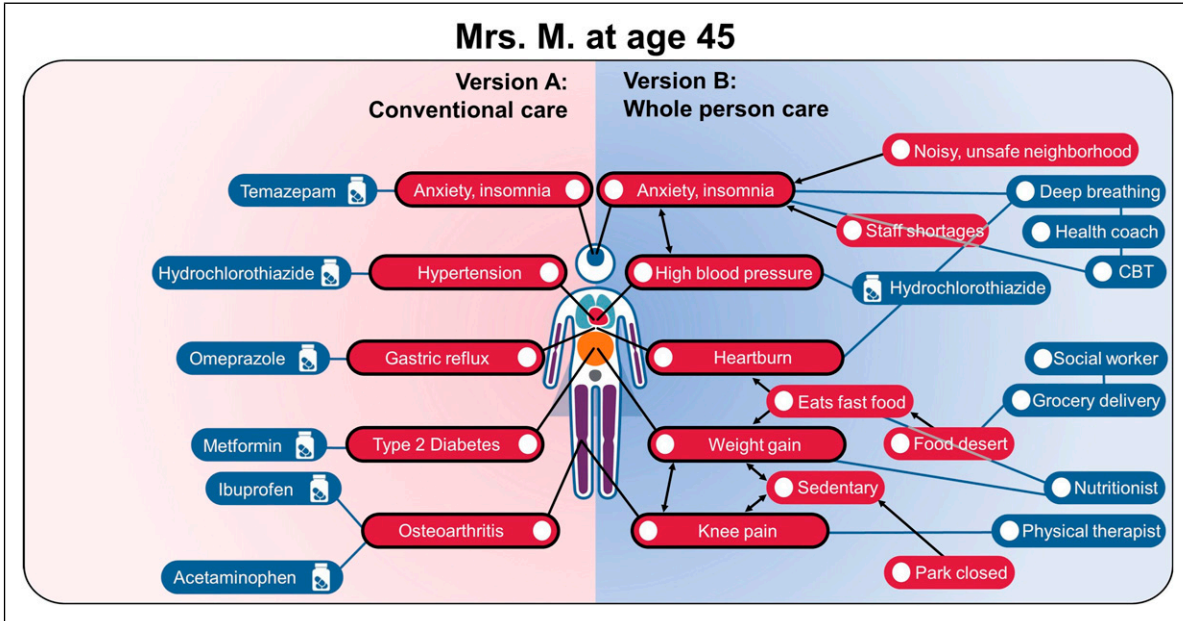 Mrs. M. at age 45
Version A:
Conventional care
Temazepam
Anxiety, insomnia
Hydrochlorothiazide
Hypertension
Omeprazole
Gastric reflux
Metformin
Type 2 Diabetes
Ibuprofen
Osteoarthritis
Acetaminophen
Version B:
Whole person care
Noisy, unsafe neighborhood
Anxiety, insomnia
Deep breathing
Staff shortages
Health coach
High blood pressure
CBT
Hydrochlorothiazide
Heartburn
Social worker
Eats fast food
Grocery delivery
Weight gain
Food desert
Sedentary
Nutritionist
Knee pain
Physical therapist
Park closed